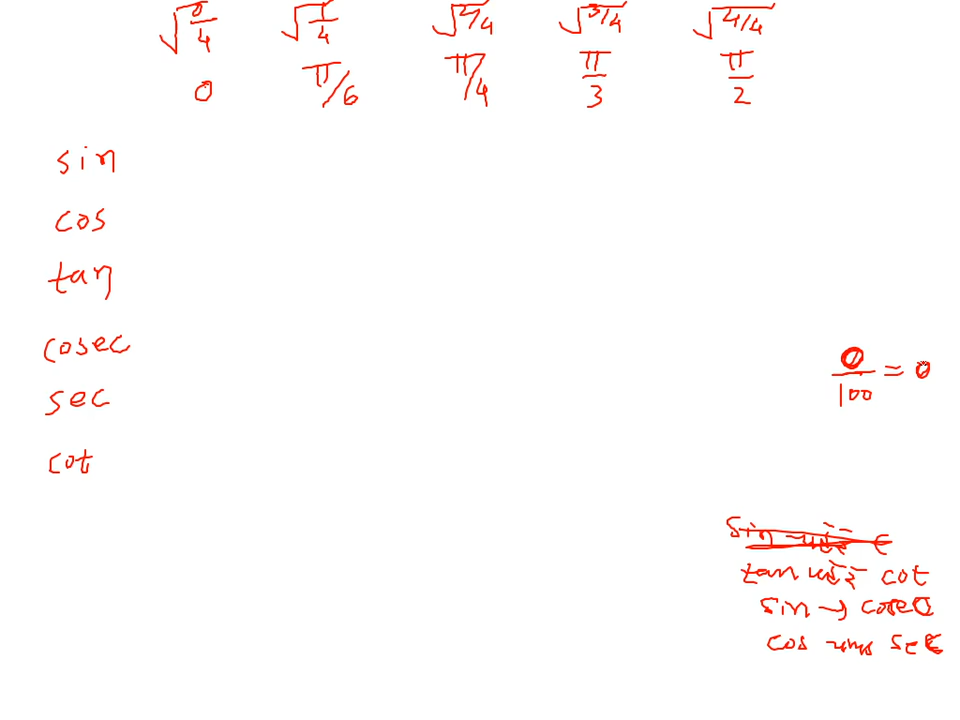 √0/4 √1/4 √2/4 √3/4 √4/4
0 π/6 π/4 π/3 π/2
sin
cos
tan
cosec
sec
cot
0/100 = 0
sin
tan cot
sin → cosec
cos sec